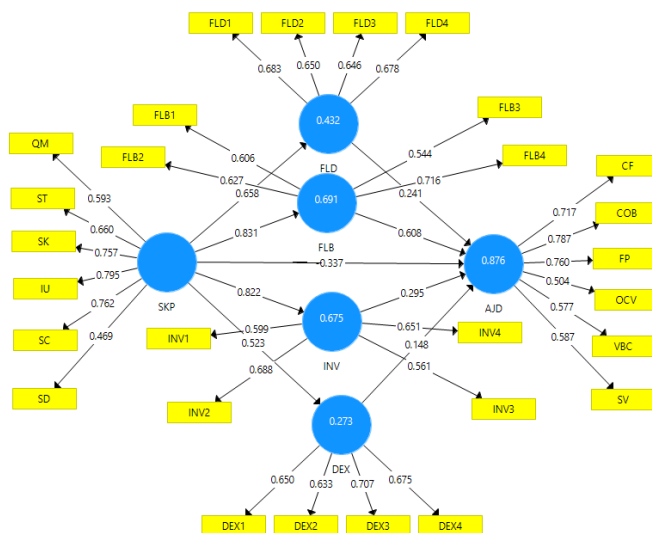 FLD1
FLD2
FLD3
FLD4
0.683
0.650
0.646
0.678
0.432
FLD
FLB1
FLB2
0.606
0.627
0.658
FLB3
FLB4
0.544
0.716
0.241
0.691
FLB
0.831
0.608
QM
ST
SK
IU
SC
SD
0.593
0.660
0.757
0.795
0.762
0.469
SKP
-0.337
0.822
0.523
0.876
AJD
CF
COB
FP
OCV
VBC
SV
0.717
0.787
0.760
0.504
0.577
0.587
0.675
INV
0.295
0.148
INV1
INV2
INV3
INV4
0.599
0.688
0.561
0.651
0.273
DEX
0.650
0.633
0.707
0.675
DEX1
DEX2
DEX3
DEX4